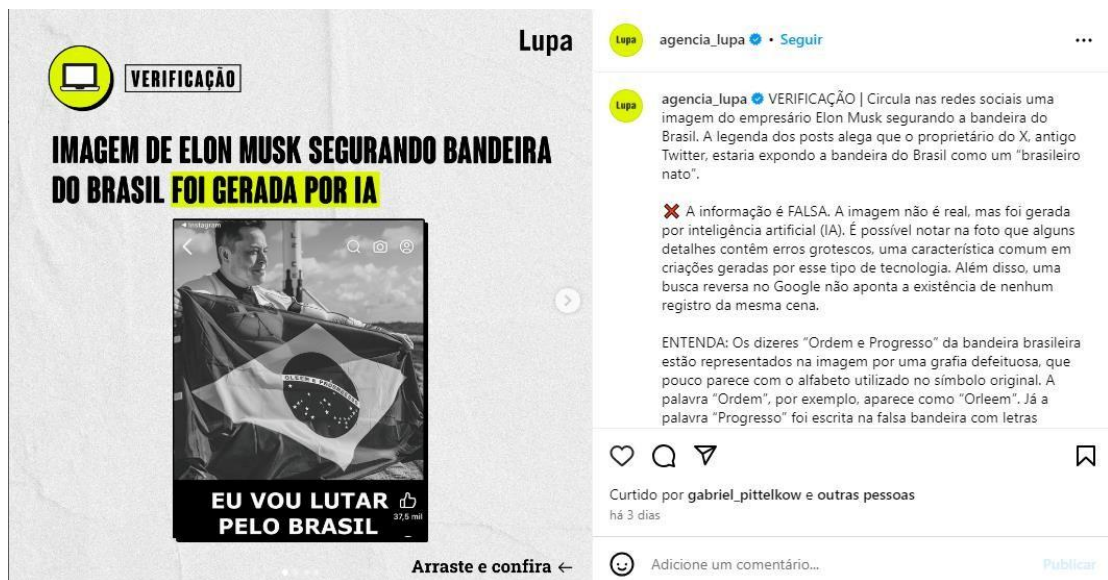 Lupa
VERIFICAÇÃO
IMAGEM DE ELON MUSK SEGURANDO BANDEIRA
DO BRASIL FOI GERADA POR IA
Instagram
ORLEEM E
EU VOU LUTAR
PELO BRASIL
37,5 mil
Arraste e confira ←
Lupa
agencia_lupa • Seguir
Lupa
agencia_lupa VERIFICAÇÃO | Circula nas redes sociais uma
imagem do empresário Elon Musk segurando a bandeira do
Brasil. A legenda dos posts alega que o proprietário do X, antigo
Twitter, estaria expondo a bandeira do Brasil como um “brasileiro
nato”.
❌ A informação é FALSA. A imagem não é real, mas foi gerada
por inteligência artificial (IA). É possível notar na foto que alguns
detalhes contêm erros grotescos, uma característica comum em
criações geradas por esse tipo de tecnologia. Além disso, uma
busca reversa no Google não aponta a existência de nenhum
registro da mesma cena.
ENTENDA: Os dizeres “Ordem e Progresso” da bandeira brasileira
estão representados na imagem por uma grafia defeituosa, que
pouco parece com o alfabeto utilizado no símbolo original. A
palavra “Ordem”, por exemplo, aparece como “Orleem”. Já a
palavra “Progresso” foi escrita na falsa bandeira com letras
Curtido por gabriel_pittelkow e outras pessoas
há 3 dias
Adicione um comentário...
Publicar